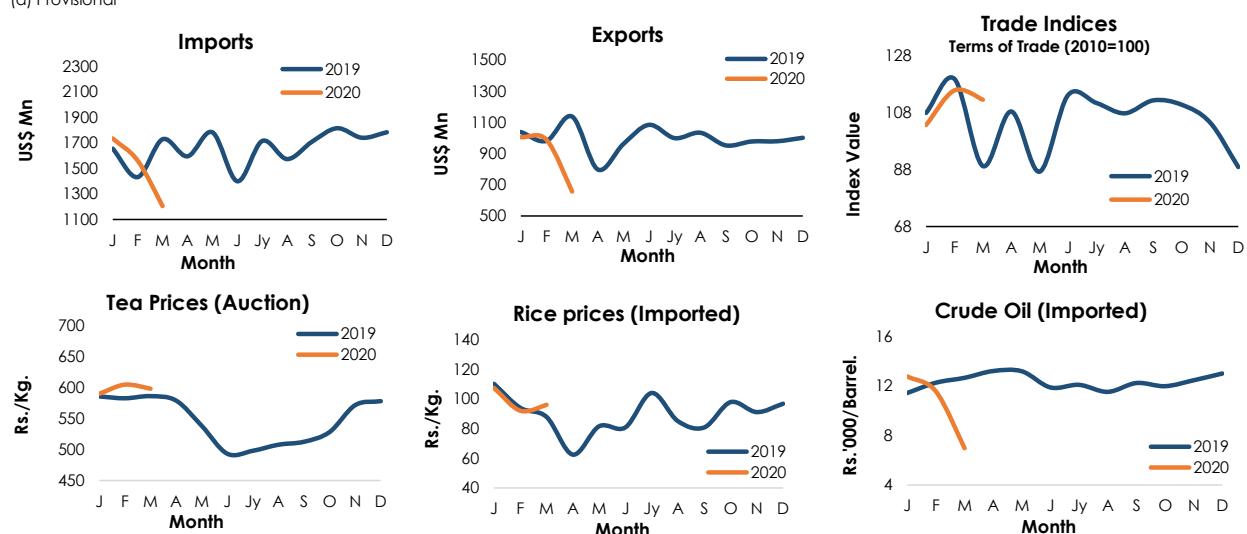 (a) Provisional
Imports
2300
2100
1900
1700
1500
1300
1100
US$ Mn
2019
2020
J F M A M J Jy A S O N D
Month
Exports
1500
1300
1100
900
700
500
US$ Mn
2019
2020
J F M A M J Jy A S O N D
Month
Trade Indices
Terms of Trade (2010=100)
128
108
88
68
Index Value
2019
2020
J F M A M J Jy A S O N D
Month
Tea Prices (Auction)
700
650
600
550
500
450
Rs./Kg.
2019
2020
J F M A M J Jy A S O N D
Month
Rice prices (Imported)
140
120
100
80
60
40
Rs./Kg.
2019
2020
J F M A M J Jy A S O N D
Month
Crude Oil (Imported)
16
12
8
4
Rs.'000/Barrel.
2019
2020
J F M A M J Jy A S O N D
Month